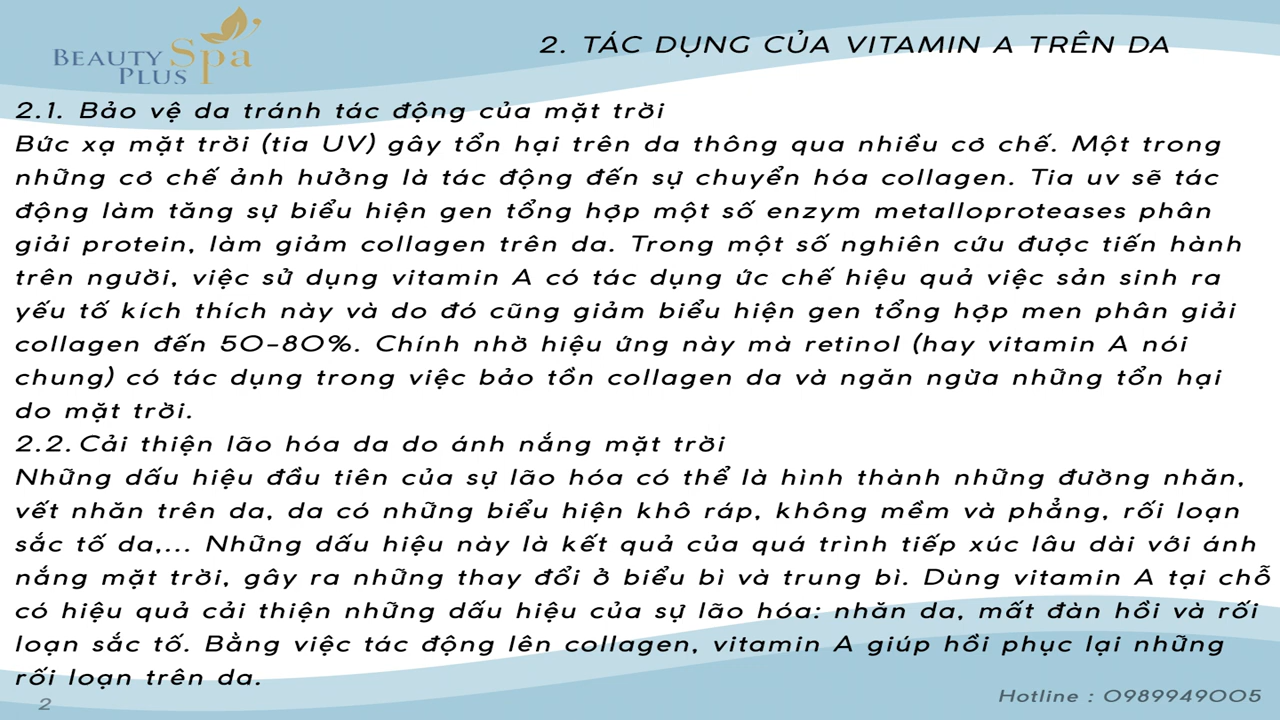 BEAUTY Spa
PLUS
2. TÁC DỤNG CỦA VITAMIN A TRÊN DA
2.1. Bảo vệ da tránh tác động của mặt trời
Bức xạ mặt trời (tia UV) gây tổn hại trên da thông qua nhiều cơ chế. Một trong
những cơ chế ảnh hưởng là tác động đến sự chuyển hóa collagen. Tia uv sẽ tác
động làm tăng sự biểu hiện gen tổng hợp một số enzym metalloproteases phân
giải protein, làm giảm collagen trên da. Trong một số nghiên cứu được tiến hành
trên người, việc sử dụng vitamin A có tác dụng ức chế hiệu quả việc sản sinh ra
yếu tố kích thích này và do đó cũng giảm biểu hiện gen tổng hợp men phân giải
collagen đến 50-80%. Chính nhờ hiệu ứng này mà retinol (hay vitamin A nói
chung) có tác dụng trong việc bảo tồn collagen da và ngăn ngừa những tổn hại
do mặt trời.
2.2. Cải thiện lão hóa da do ánh nắng mặt trời
Những dấu hiệu đầu tiên của sự lão hóa có thể là hình thành những đường nhăn,
vết nhăn trên da, da có những biểu hiện khô ráp, không mềm và phẳng, rối loạn
sắc tố da,... Những dấu hiệu này là kết quả của quá trình tiếp xúc lâu dài với ánh
nắng mặt trời, gây ra những thay đổi ở biểu bì và trung bì. Dùng vitamin A tại chỗ
có hiệu quả cải thiện những dấu hiệu của sự lão hóa: nhăn da, mất đàn hồi và rối
loạn sắc tố. Bằng việc tác động lên collagen, vitamin A giúp hồi phục lại những
rối loạn trên da.
2
Hotline : 0989949005